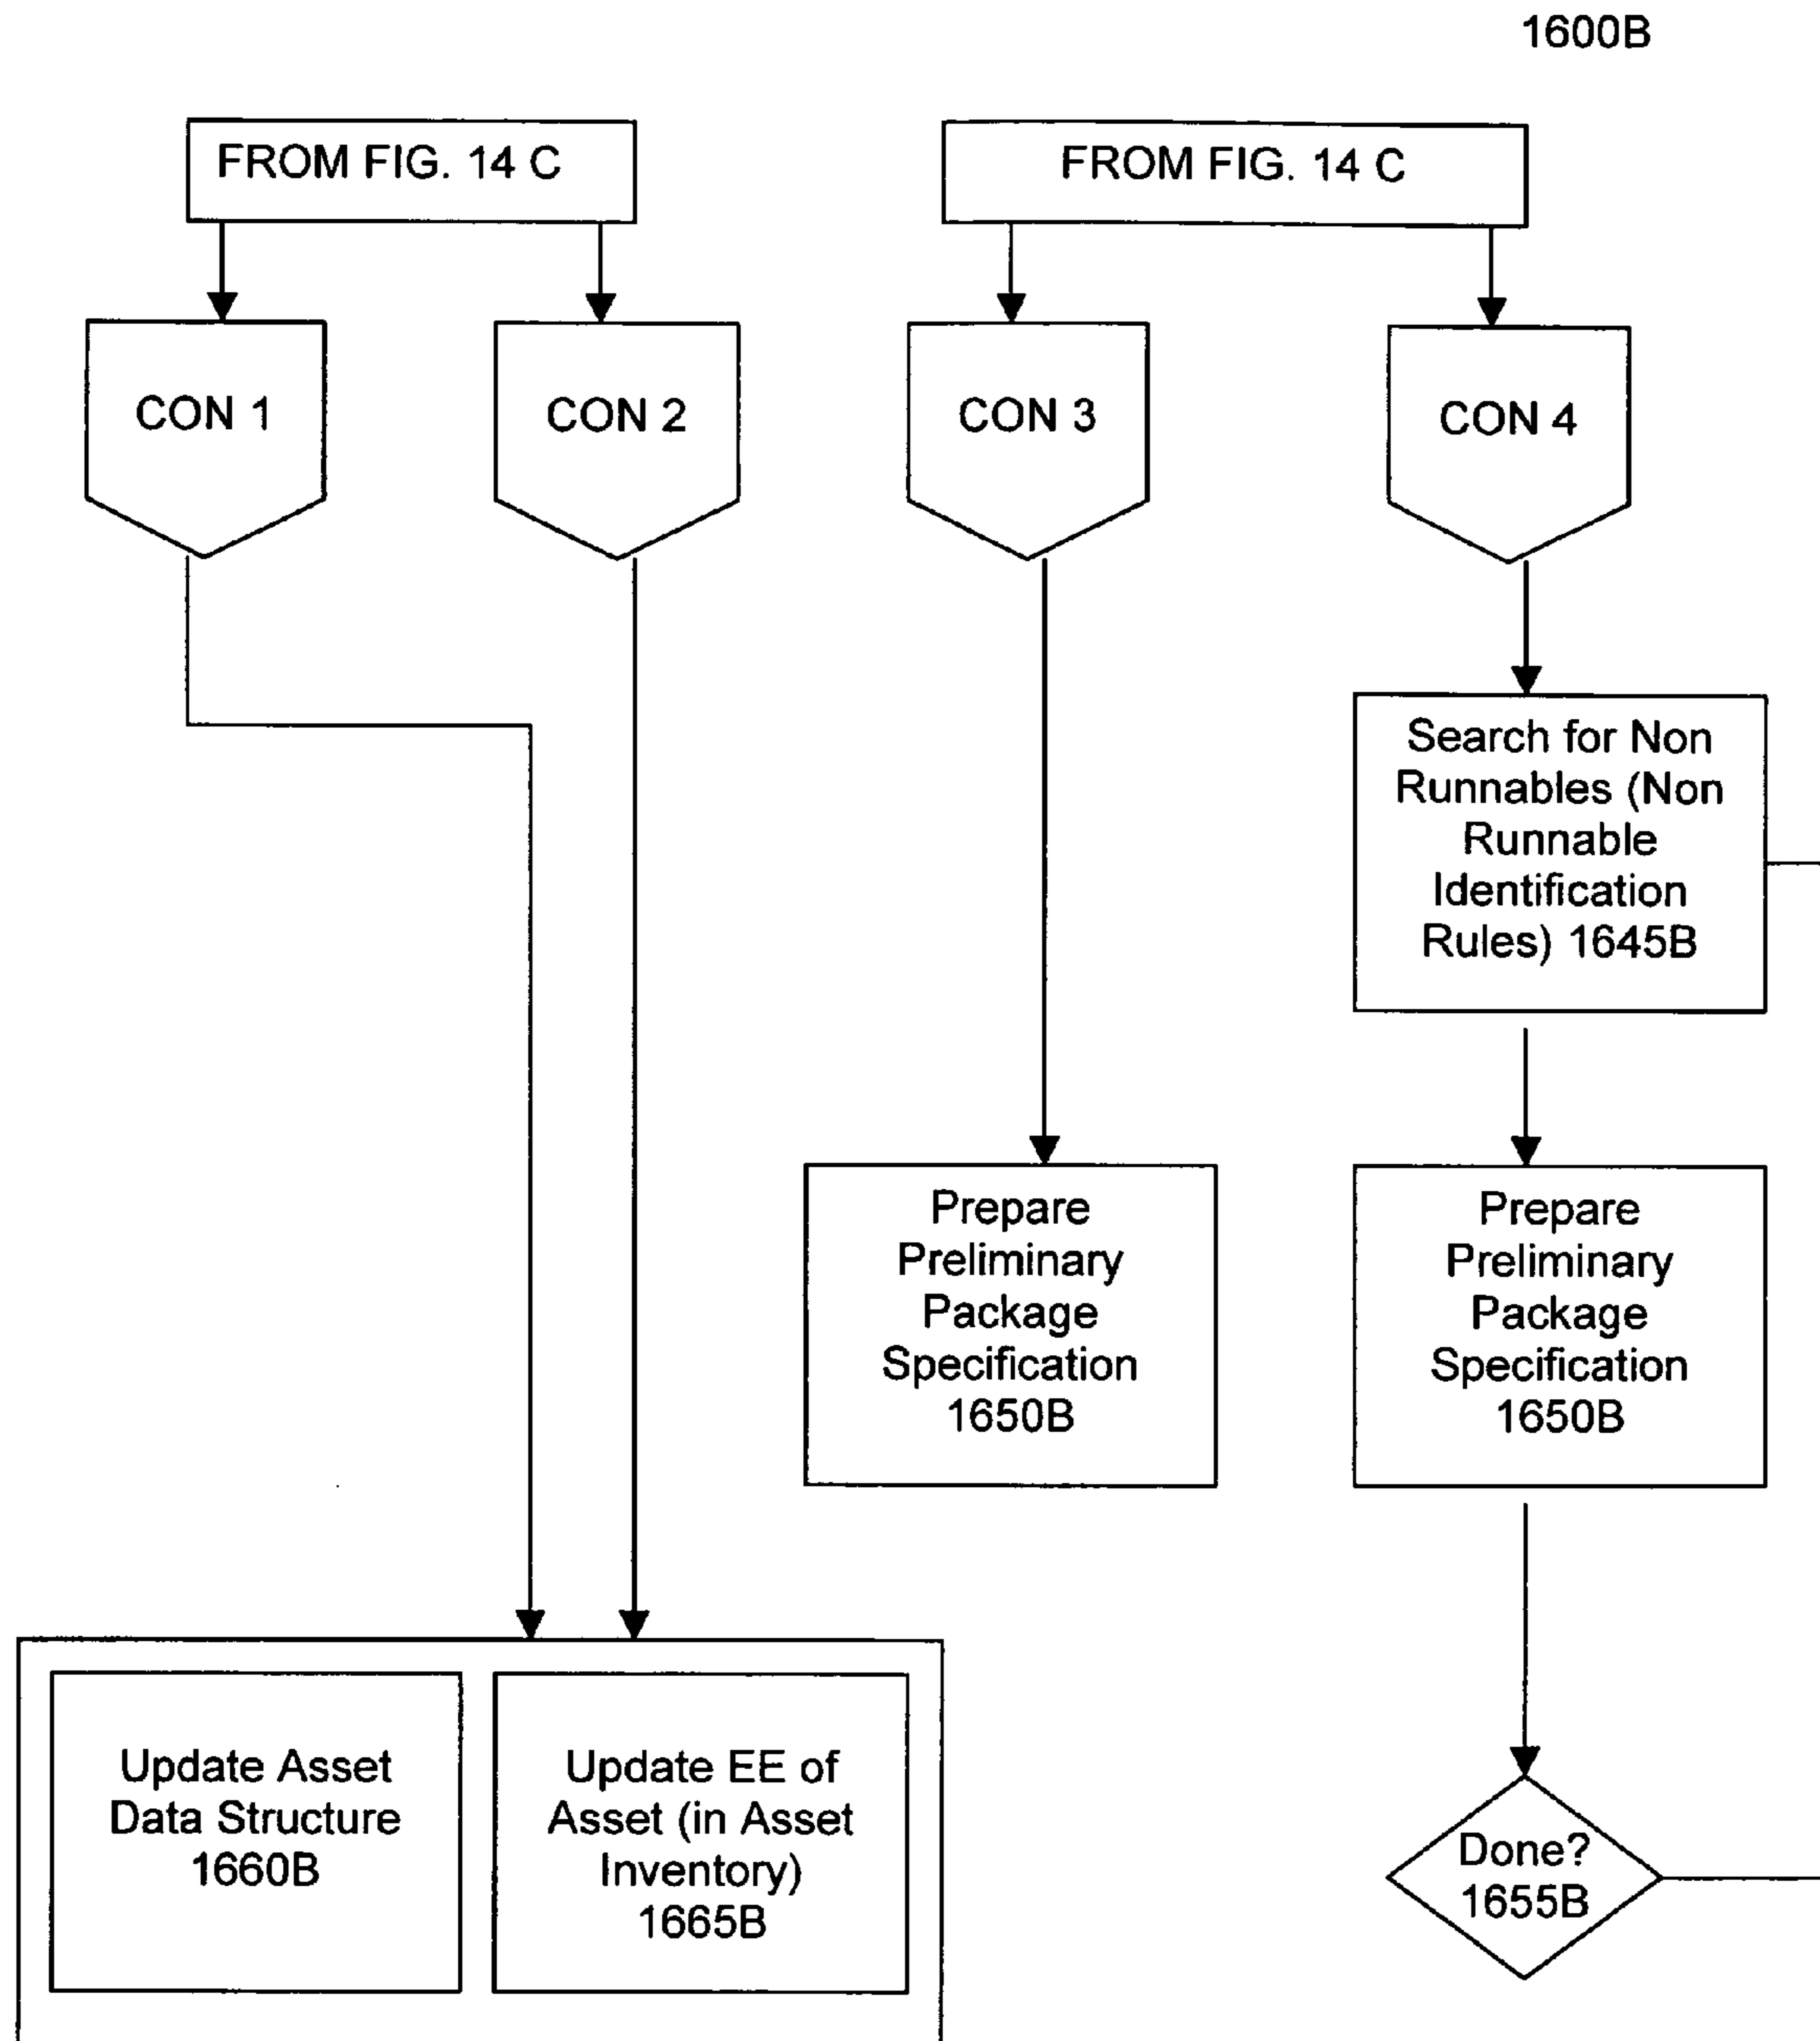 1600B
FROM FIG. 14 C
FROM FIG. 14 C
CON 1
CON 2
CON 3
CON 4
Search for Non
Runnables (Non
Runnable
Identification
Rules) 1645B
Prepare
Preliminary
Package
Specification
1650B
Prepare
Preliminary
Package
Specification
1650B
Update Asset
Data Structure
1660B
Update EE of
Asset (in Asset
Inventory)
1665B
Done?
1655B